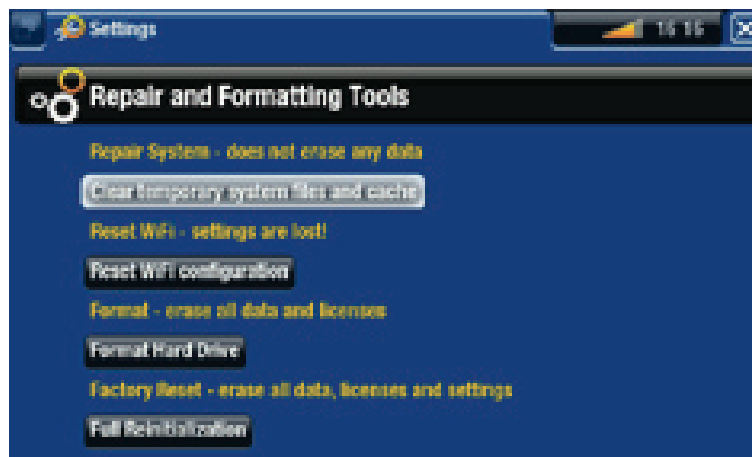 Settings
16 16
Repair and Formatting Tools
Repair System - does not erase any data
Clear temporary system files and cache
Reset WiFi - settings are lost!
Reset WiFi configuration
Format - erase all data and licenses
Format Hard Drive
Factory Reset - erase all data, licenses and settings
Full Reinitialization